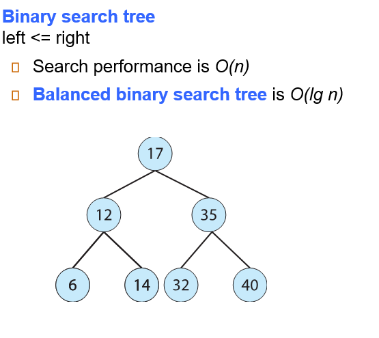 Binary search tree
left <= right
Search performance is O(n)
Balanced binary search tree is O(lg n)
17
12 35
6 14 32 40